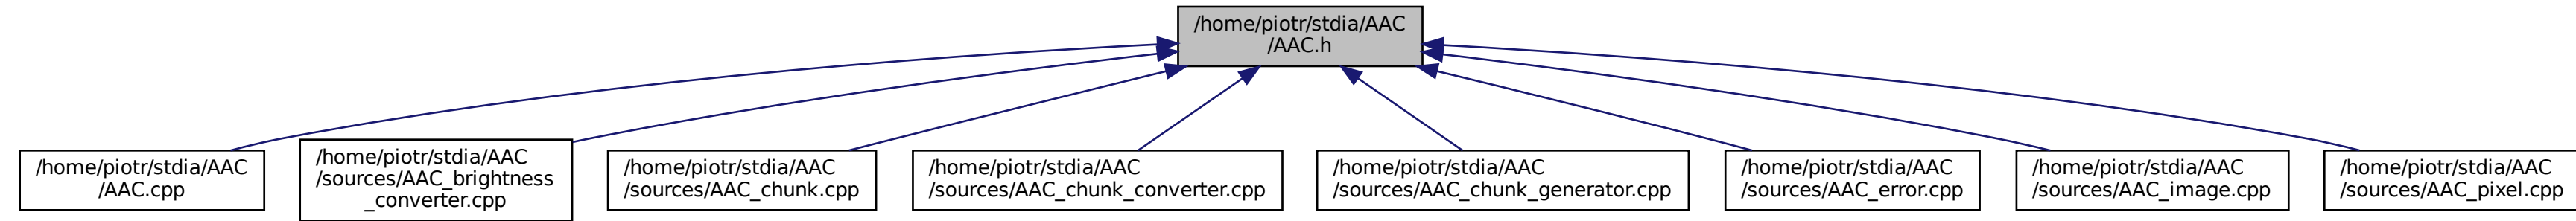 /home/piotr/stdia/AAC
/AAC.h
/home/piotr/stdia/AAC
/AAC.cpp
/home/piotr/stdia/AAC
/sources/AAC_brightness
_converter.cpp
/home/piotr/stdia/AAC
/sources/AAC_chunk.cpp
/home/piotr/stdia/AAC
/sources/AAC_chunk_converter.cpp
/home/piotr/stdia/AAC
/sources/AAC_chunk_generator.cpp
/home/piotr/stdia/AAC
/sources/AAC_error.cpp
/home/piotr/stdia/AAC
/sources/AAC_image.cpp
/home/piotr/stdia/AAC
/sources/AAC_pixel.cpp